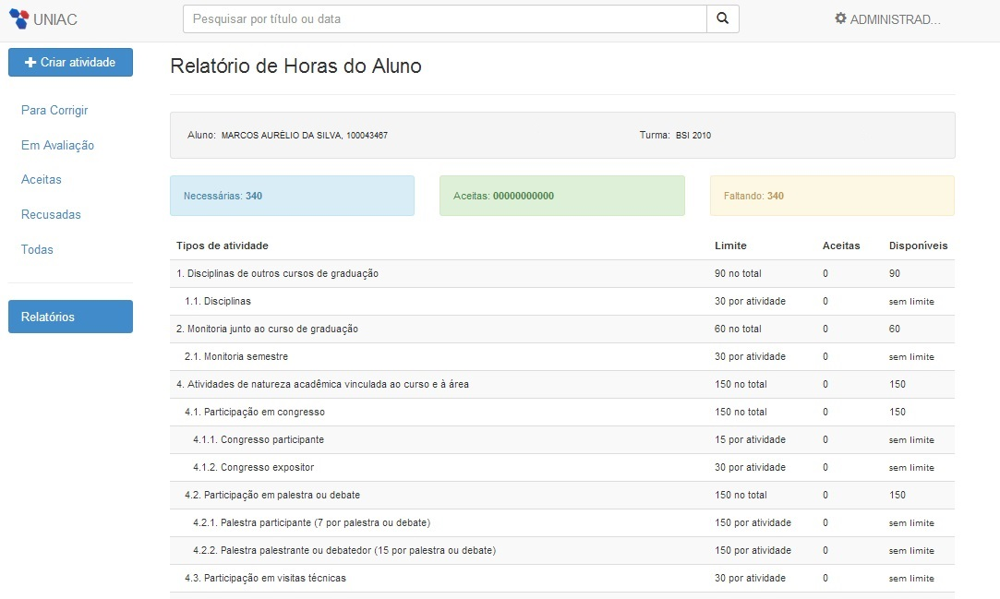 UNIAC
Pesquisar por título ou data
ADMINISTRAD...
Criar atividade
Para Corrigir
Em Avaliação
Aceitas
Recusadas
Todas
Relatórios
Relatório de Horas do Aluno
Aluno: MARCOS AURÉLIO DA SILVA, 100043467 Turma: BSI 2010
Necessárias: 340 Aceitas: 00000000000 Faltando: 340
Tipos de atividade Limite Aceitas Disponíveis
1. Disciplinas de outros cursos de graduação 90 no total 0 90
1.1. Disciplinas 30 por atividade 0 sem limite
2. Monitoria junto ao curso de graduação 60 no total 0 60
2.1. Monitoria semestre 30 por atividade 0 sem limite
4. Atividades de natureza acadêmica vinculada ao curso e à área 150 no total 0 150
4.1. Participação em congresso 150 no total 0 150
4.1.1. Congresso participante 15 por atividade 0 sem limite
4.1.2. Congresso expositor 30 por atividade 0 sem limite
4.2. Participação em palestra ou debate 150 no total 0 150
4.2.1. Palestra participante (7 por palestra ou debate) 150 por atividade 0 sem limite
4.2.2. Palestra palestrante ou debatedor (15 por palestra ou debate) 150 por atividade 0 sem limite
4.3. Participação em visitas técnicas 30 por atividade 0 sem limite